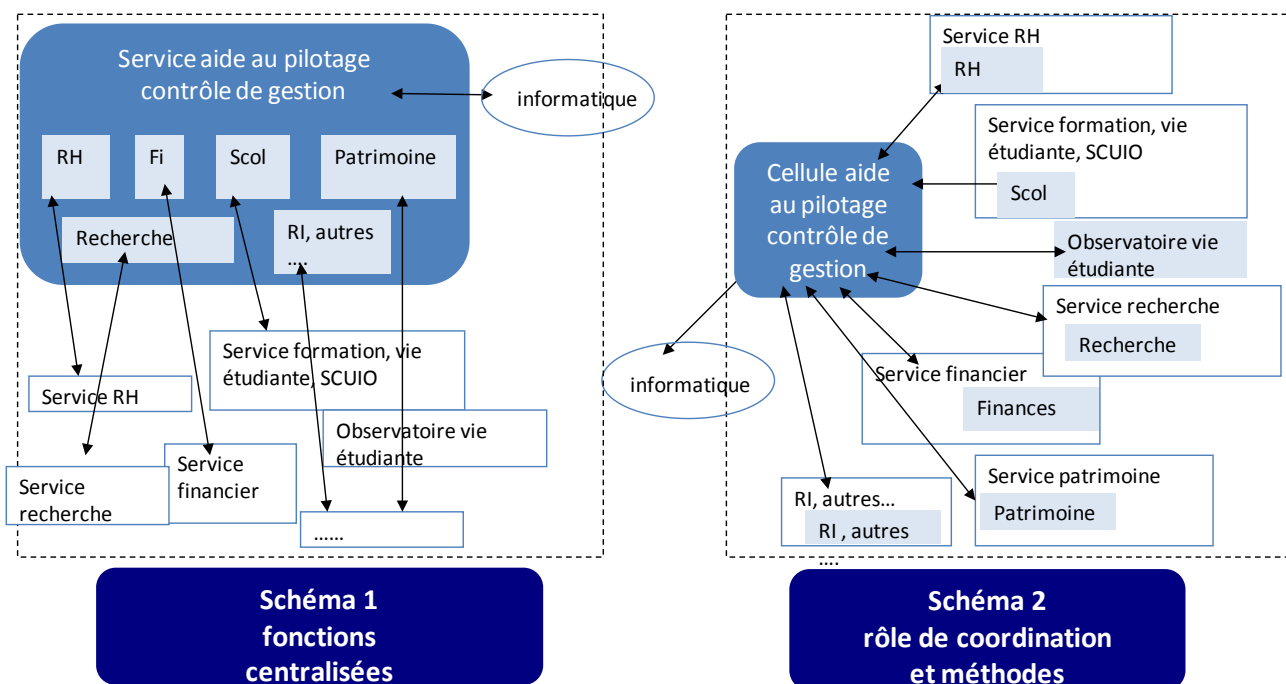 Service aide au pilotage
contrôle de gestion
informatique
RH
Fi
Scol
Patrimoine
Recherche
RI, autres
….
Service formation, vie
étudiante, SCUIO
Service RH
Observatoire vie
étudiante
Service
financier
Service
recherche
……
Schéma 1
fonctions
centralisées
Service RH
RH
Service formation, vie
étudiante, SCUIO
Scol
Cellule aide
au pilotage
contrôle de
gestion
Observatoire vie
étudiante
Service recherche
Recherche
informatique
Service financier
Finances
Service patrimoine
Patrimoine
RI, autres…
RI , autres
….
Schéma 2
rôle de coordination
et méthodes